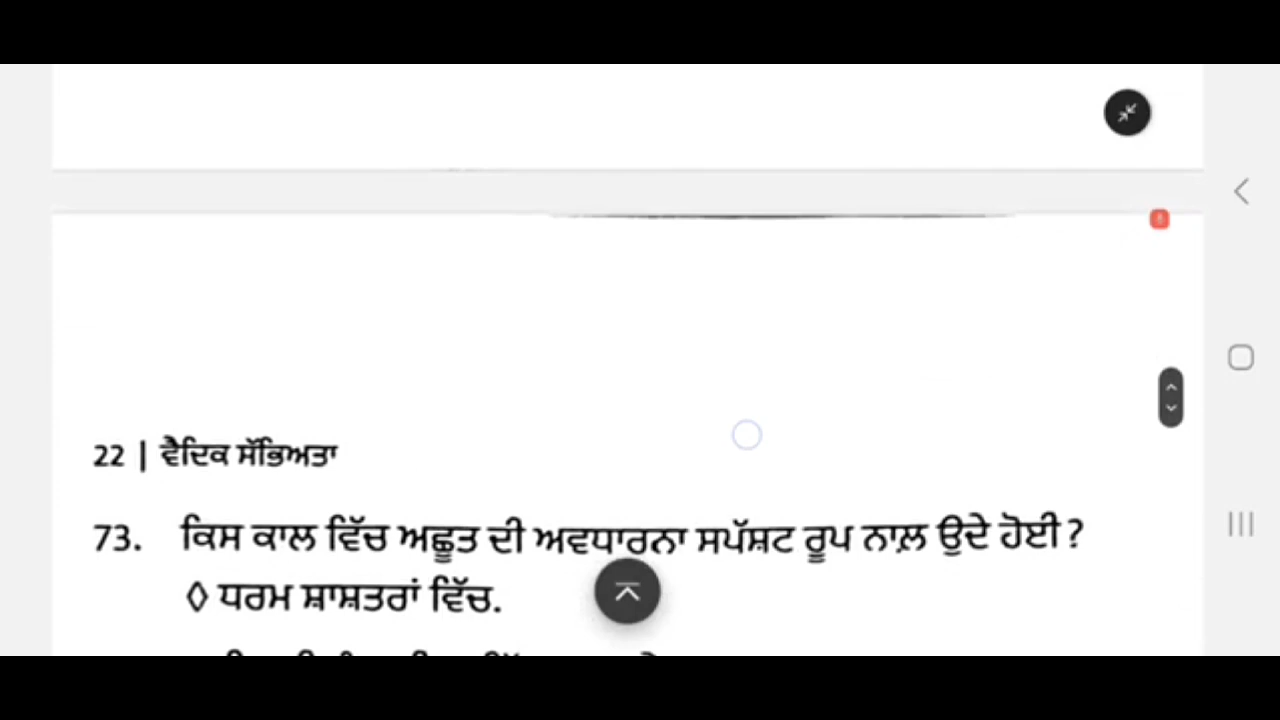 22 | ਵੈਦਿਕ ਸੱਭਿਅਤਾ
73. ਕਿਸ ਕਾਲ ਵਿੱਚ ਅਛੂਤ ਦੀ ਅਵਧਾਰਨਾ ਸਪੱਸ਼ਟ ਰੂਪ ਨਾਲ਼ ਉਦੇ ਹੋਈ?
◊ ਧਰਮ ਸ਼ਾਸ਼ਤਰਾਂ ਵਿੱਚ.